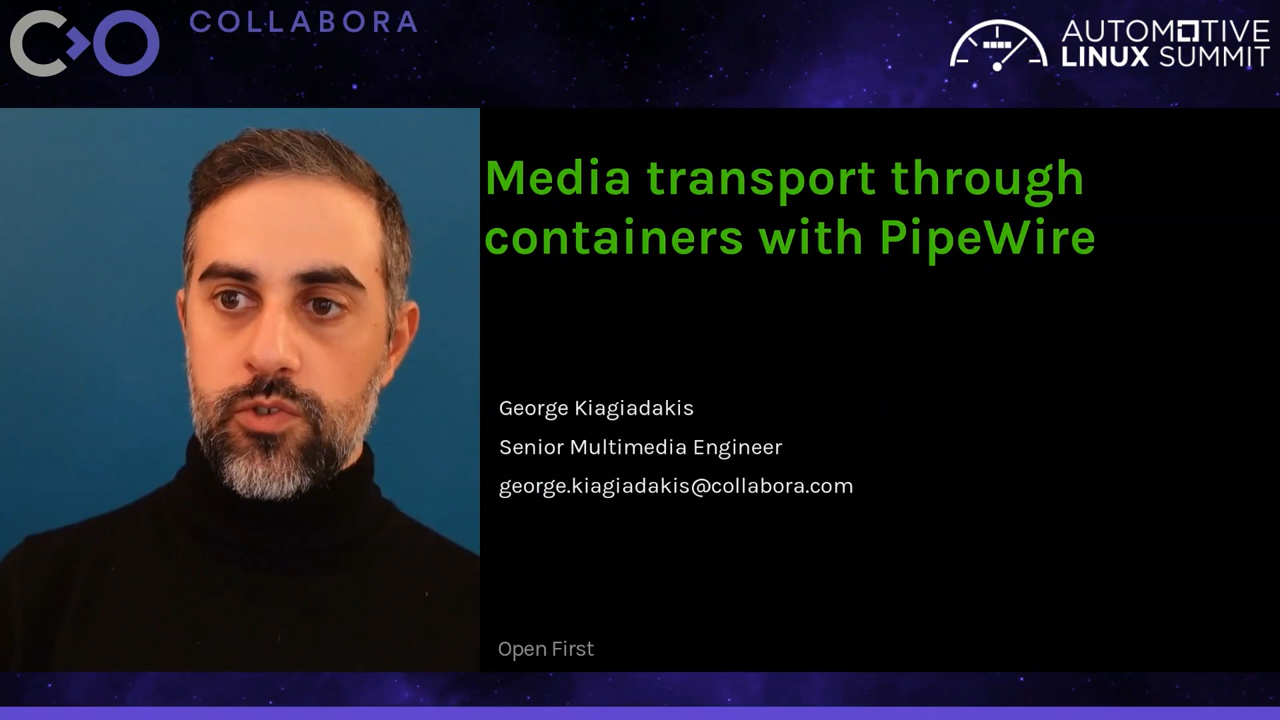 COLLABORA
AUTOMOTIVE
LINUX SUMMIT
Media transport through
containers with PipeWire
George Kiagiadakis
Senior Multimedia Engineer
george.kiagiadakis@collabora.com
Open First